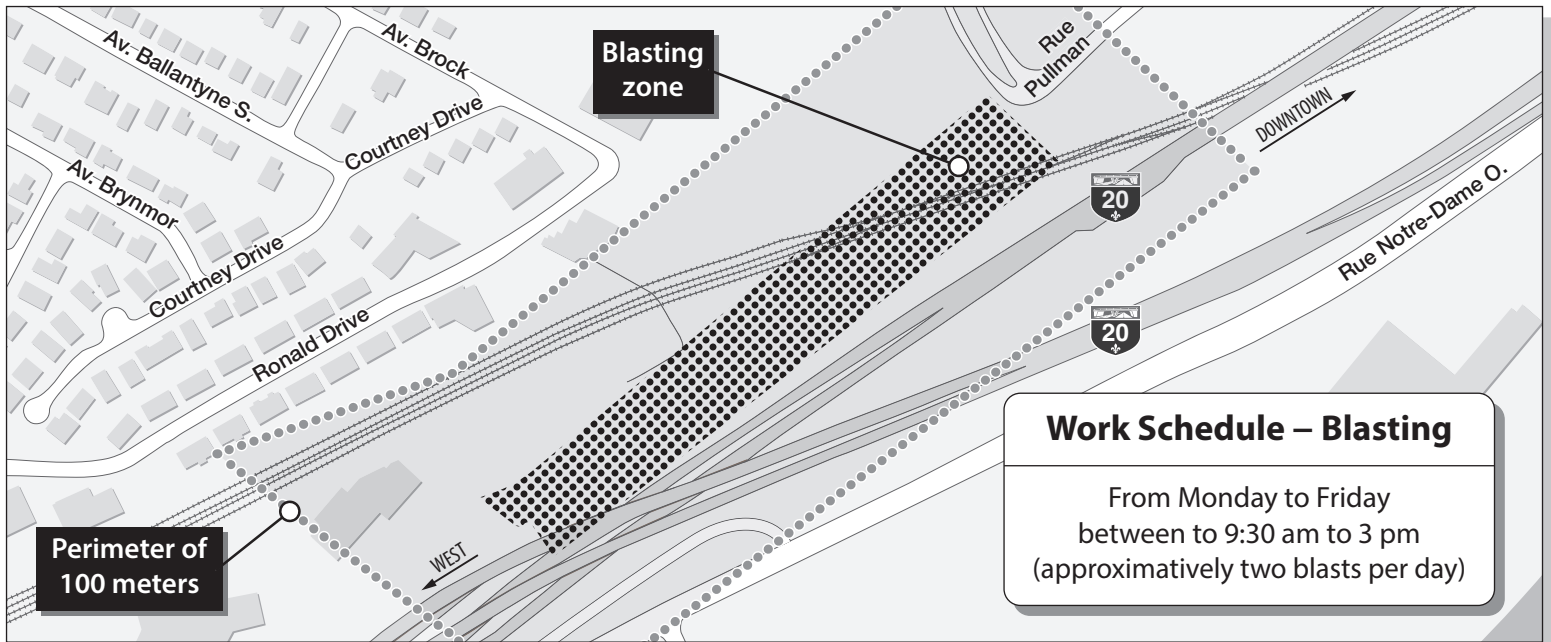 Av. Ballantyne S.
Av. Brock
Courtney Drive
Av. Brynmor
Courtney Drive
Ronald Drive
Blasting
zone
Rue
Pullman
DOWNTOWN
20
20
Rue Notre-Dame O.
WEST
Perimeter of
100 meters
Work Schedule – Blasting
From Monday to Friday
between to 9:30 am to 3 pm
(approximatively two blasts per day)